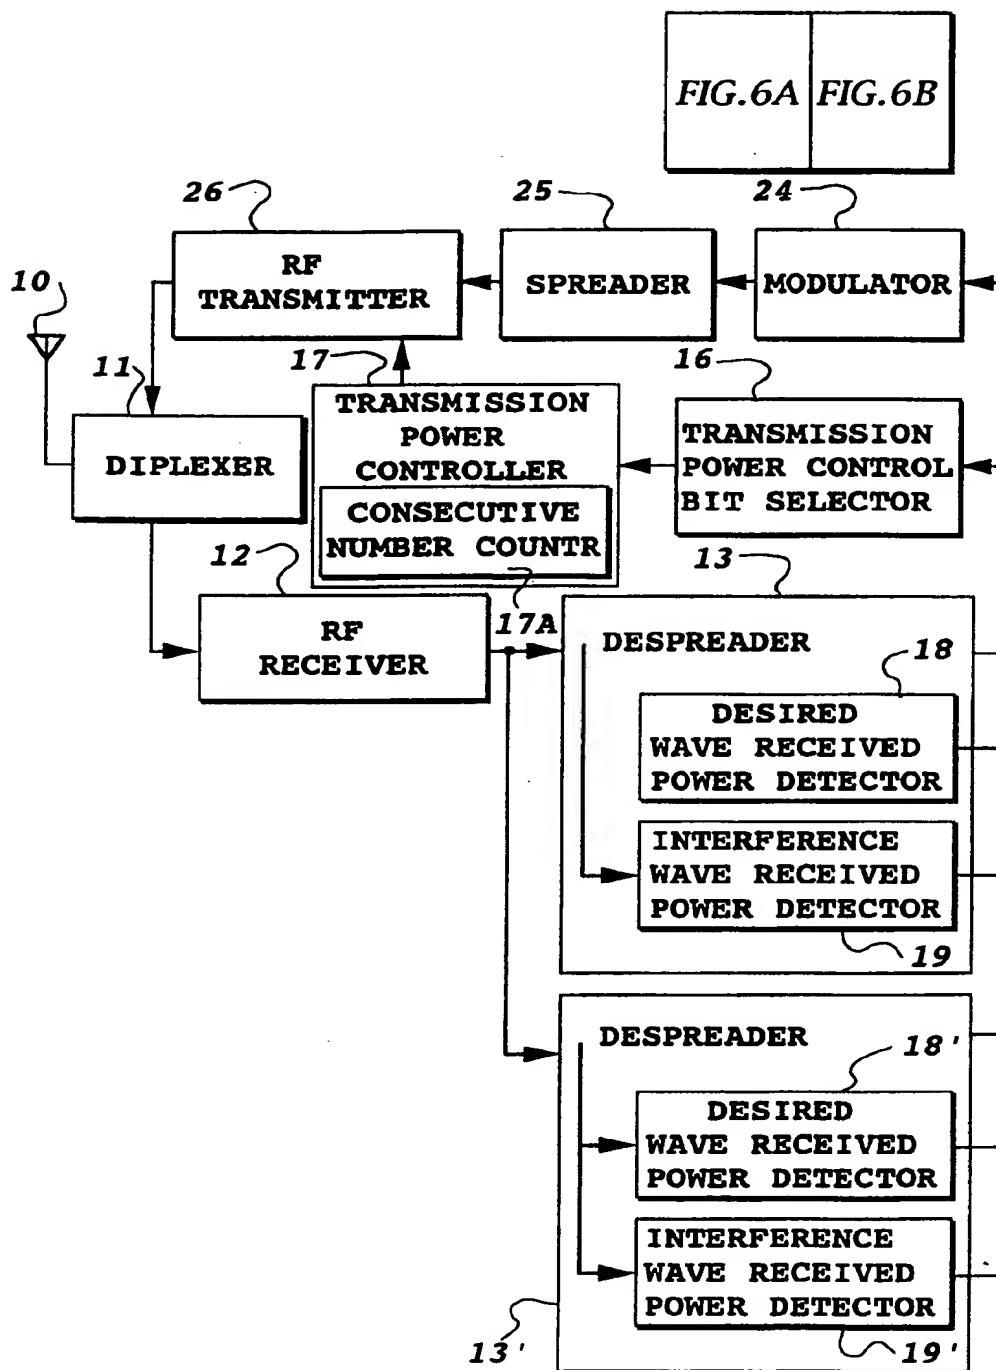 FIG.6A FIG.6B
26
25
24
RF
TRANSMITTER
SPREADER
MODULATOR
10
11
17
16
TRANSMISSION
POWER
CONTROLLER
CONSECUTIVE
NUMBER COUNTR
TRANSMISSION
POWER CONTROL
BIT SELECTOR
DIPLEXER
12
17A
13
RF
RECEIVER
DESPREADER
18
DESIRED
WAVE RECEIVED
POWER DETECTOR
INTERFERENCE
WAVE RECEIVED
POWER DETECTOR
19
DESPREADER
18'
DESIRED
WAVE RECEIVED
POWER DETECTOR
INTERFERENCE
WAVE RECEIVED
POWER DETECTOR
13'
19'